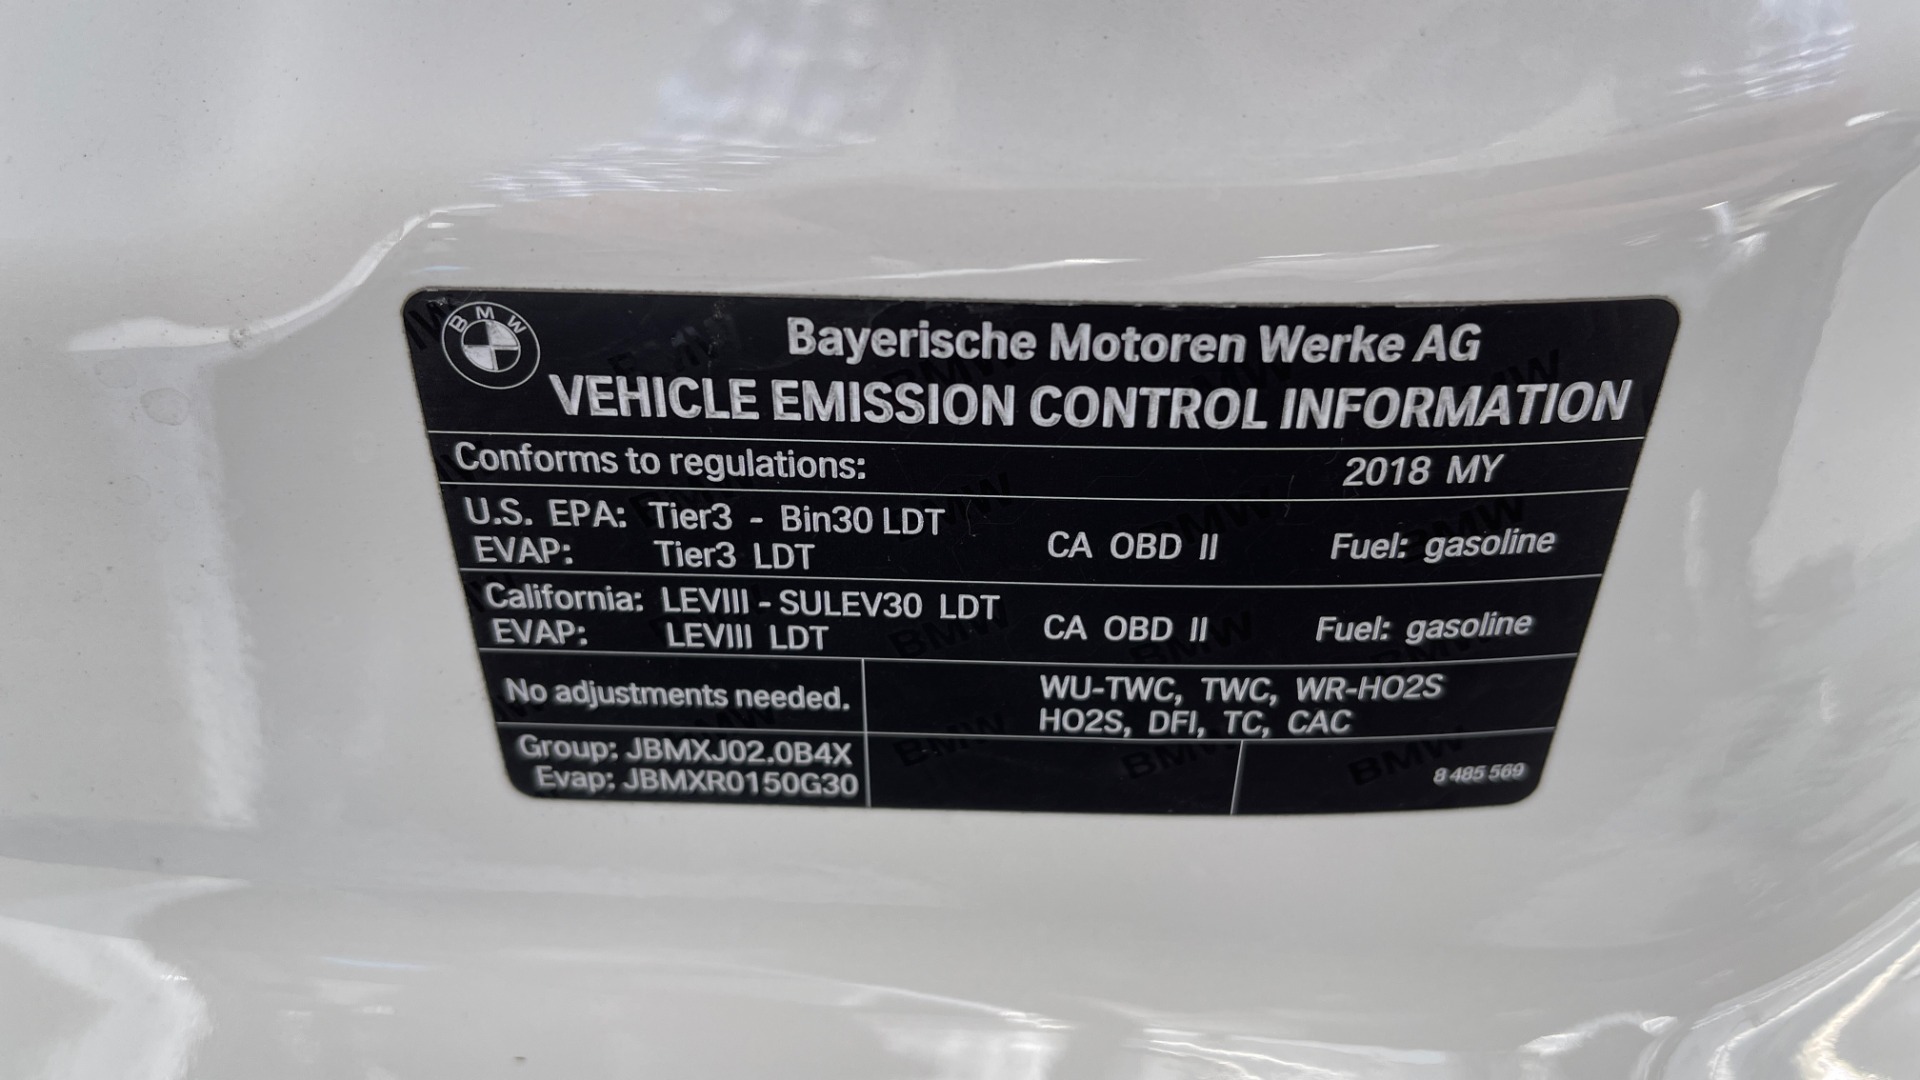 BMW
Bayerische Motoren Werke AG
VEHICLE EMISSION CONTROL INFORMATION
Conforms to regulations: 2018 MY
U.S. EPA: Tier3 - Bin30 LDT
EVAP: Tier3 LDT CA OBD II Fuel: gasoline
California: LEVIII - SULEV30 LDT
EVAP: LEVIII LDT CA OBD II Fuel: gasoline
No adjustments needed.
WU-TWC, TWC, WR-HO2S
HO2S, DFI, TC, CAC
Group: JBMXJ02.0B4X
Evap: JBMXR0150G30
8 485 569